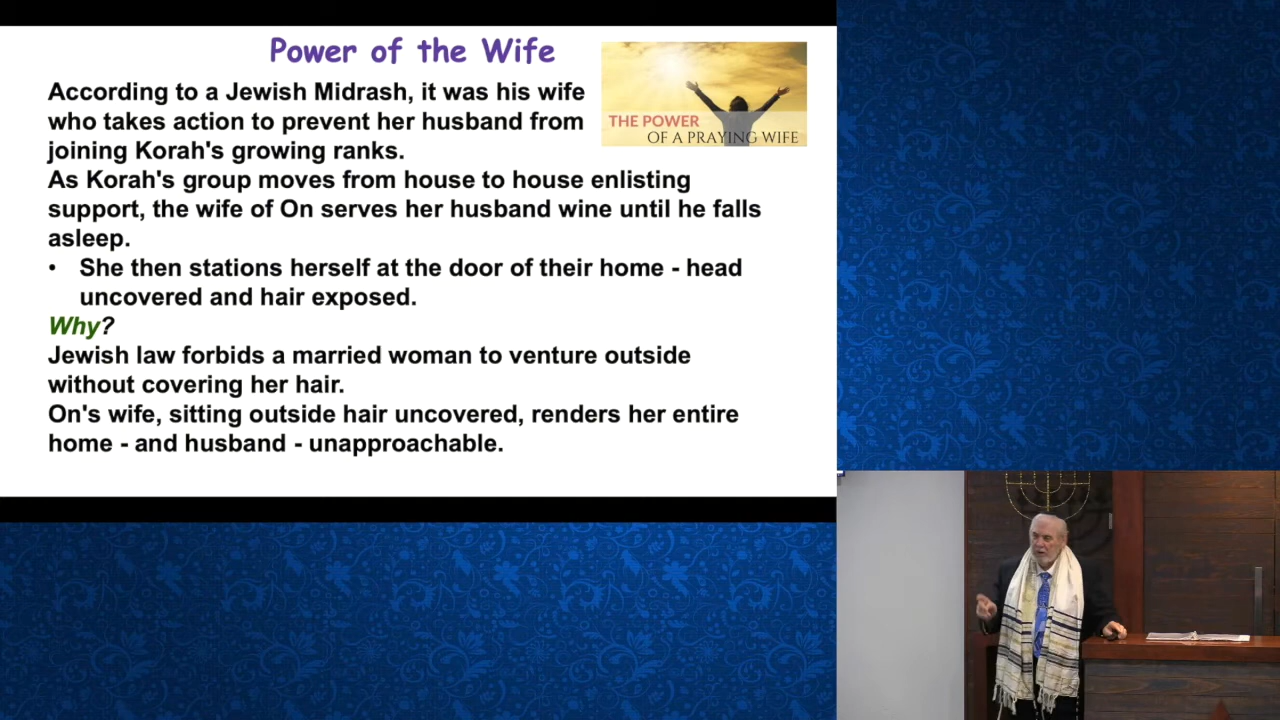 Power of the Wife
According to a Jewish Midrash, it was his wife
who takes action to prevent her husband from
joining Korah's growing ranks.
As Korah's group moves from house to house enlisting
support, the wife of On serves her husband wine until he falls
asleep.
• She then stations herself at the door of their home - head
uncovered and hair exposed.
Why?
Jewish law forbids a married woman to venture outside
without covering her hair.
On's wife, sitting outside hair uncovered, renders her entire
home - and husband - unapproachable.
THE POWER
OF A PRAYING WIFE